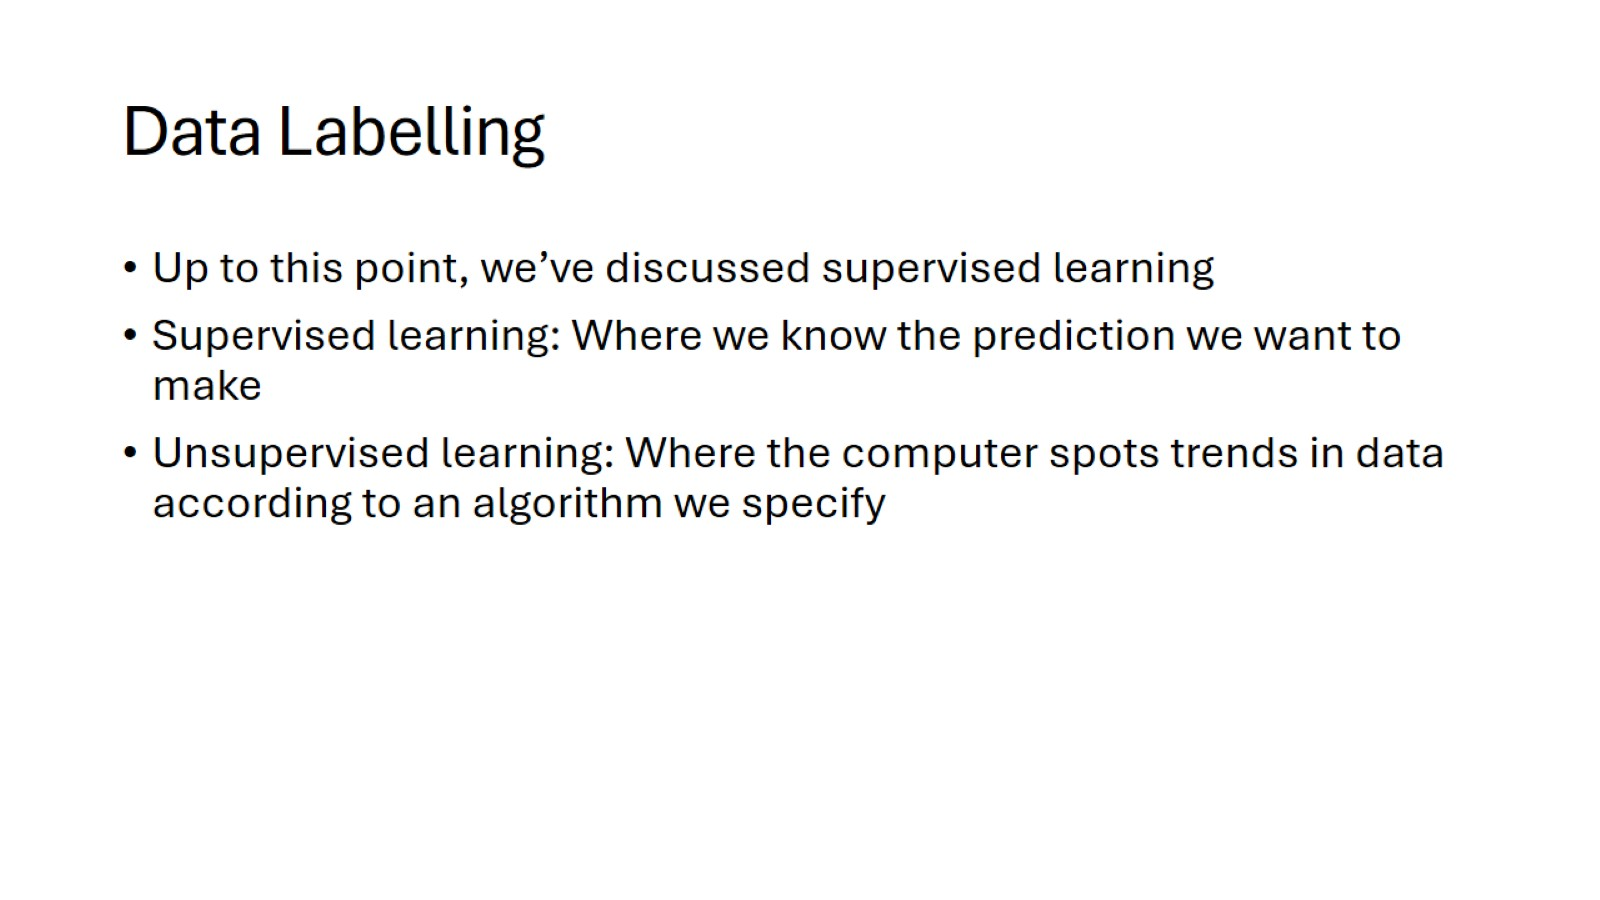 Data Labelling
• Up to this point, we’ve discussed supervised learning
• Supervised learning: Where we know the prediction we want to
make
• Unsupervised learning: Where the computer spots trends in data
according to an algorithm we specify